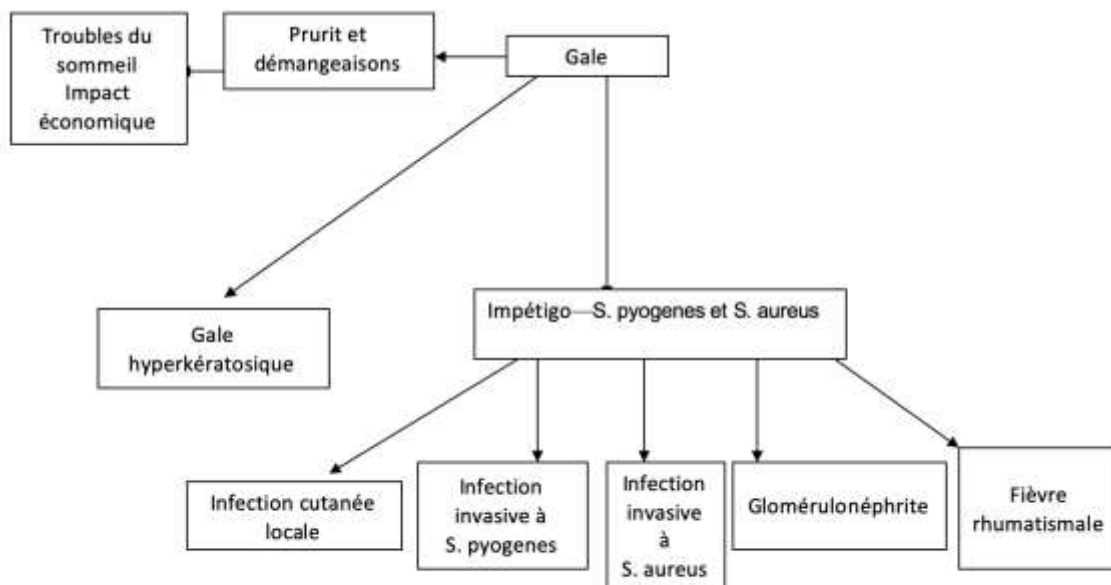 Troubles du
sommeil
Impact
économique
Prurit et
démangeaisons
Gale
Gale
hyperkératosique
Impétigo—S. pyogenes et S. aureus
Infection cutanée
locale
Infection
invasive à
S. pyogenes
Infection
invasive
à
S. aureus
Glomérulonéphrite
Fièvre
rhumatismale